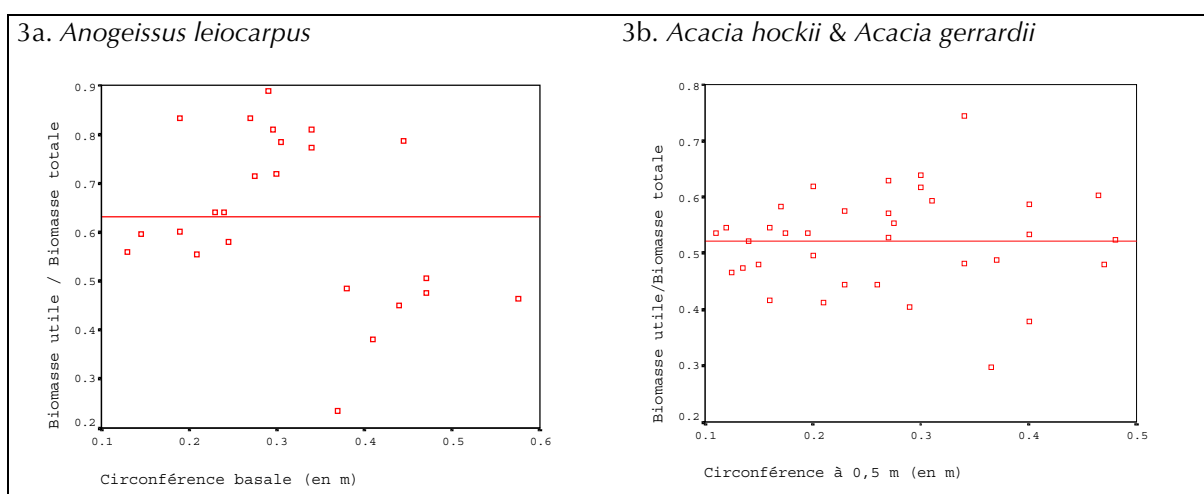 3a. Anogeissus leiocarpus
Biomasse utile / Biomasse totale
0.9
0.8
0.7
0.6
0.5
0.4
0.3
0.2
0.1 0.2 0.3 0.4 0.5 0.6
Circonférence basale (en m)
3b. Acacia hockii & Acacia gerrardii
Biomasse utile/Biomasse totale
0.8
0.7
0.6
0.5
0.4
0.3
0.2
0.1 0.2 0.3 0.4 0.5
Circonférence à 0,5 m (en m)